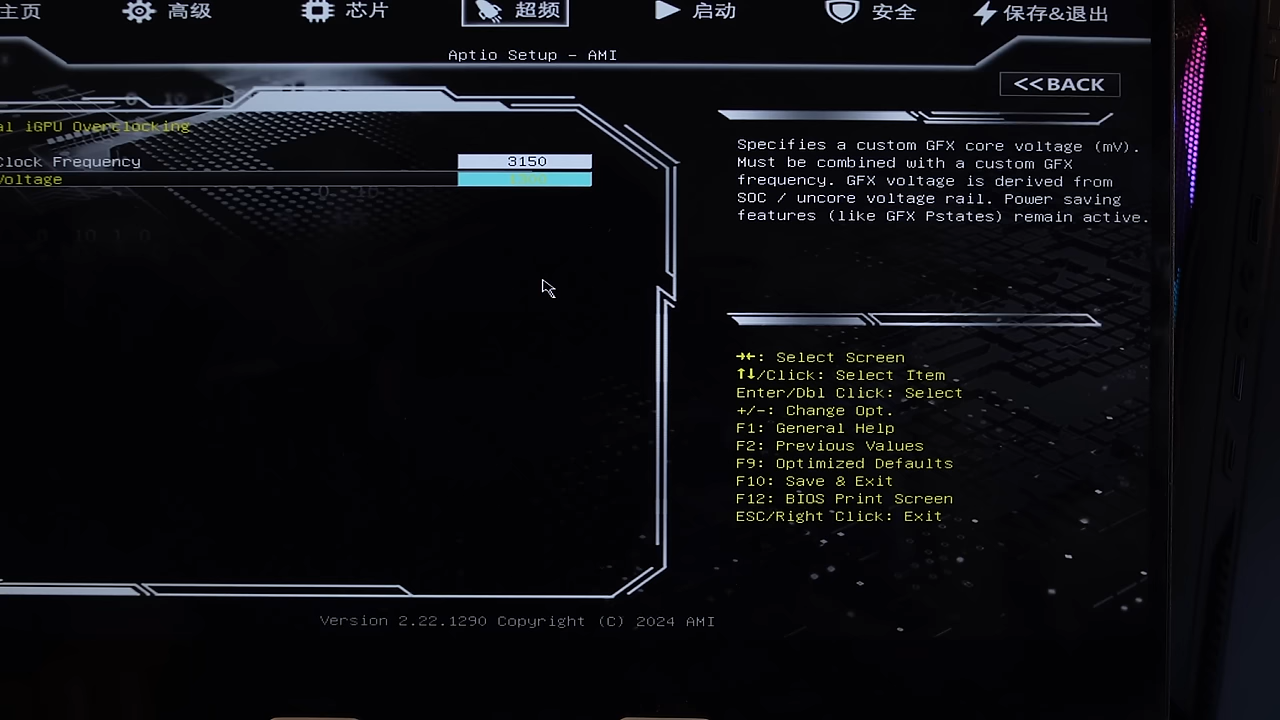 主页 高级 芯片 超频 启动 安全 保存&退出
Aptio Setup - AMI
<<BACK
al iGPU Overclocking
Clock Frequency 3150
Voltage
Specifies a custom GFX core voltage (mV).
Must be combined with a custom GFX
frequency. GFX voltage is derived from
SOC / uncore voltage rail. Power saving
features (like GFX Pstates) remain active.
→←: Select Screen
↑↓/Click: Select Item
Enter/Dbl Click: Select
+/-: Change Opt.
F1: General Help
F2: Previous Values
F9: Optimized Defaults
F10: Save & Exit
F12: BIOS Print Screen
ESC/Right Click: Exit
Version 2.22.1290 Copyright (C) 2024 AMI